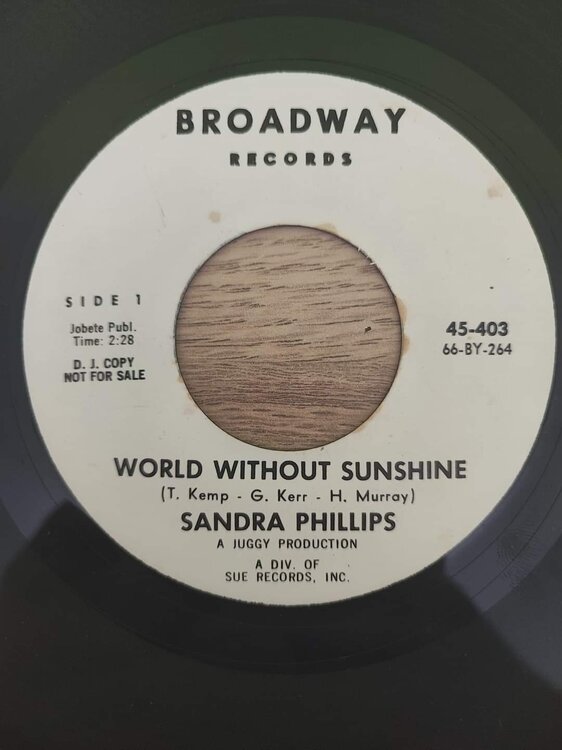 BROADWAY
RECORDS
SIDE 1
Jobete Publ.
Time: 2:28
D. J. COPY
NOT FOR SALE
45-403
66-BY-264
WORLD WITHOUT SUNSHINE
(T. Kemp - G. Kerr - H. Murray)
SANDRA PHILLIPS
A JUGGY PRODUCTION
A DIV. OF
SUE RECORDS, INC.